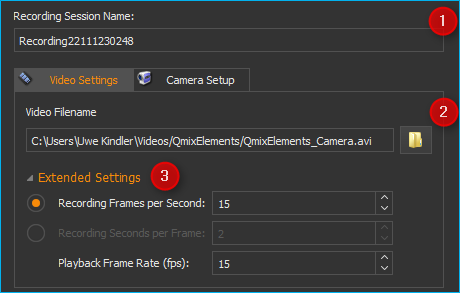 Recording Session Name:
1
Recording22111230248
Video Settings
Camera Setup
Video Filename
2
C:\Users\Uwe Kindler\Videos/QmixElements/QmixElements_Camera.avi
Extended Settings
3
Recording Frames per Second:
15
Recording Seconds per Frame:
2
Playback Frame Rate (fps):
15